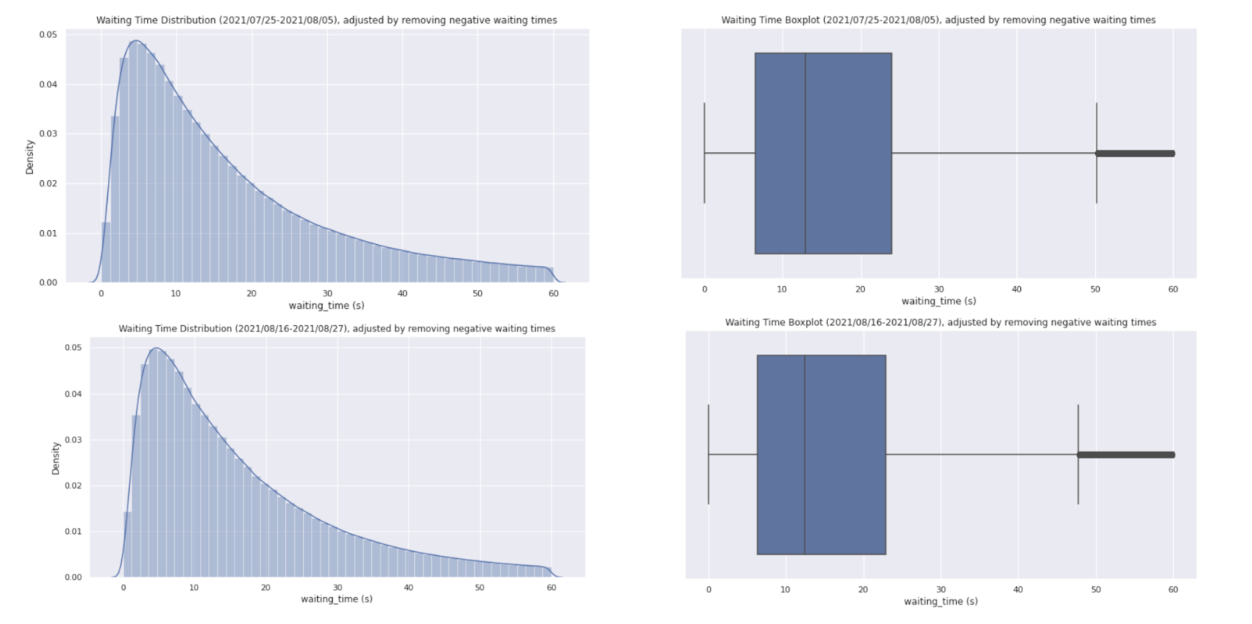 Waiting Time Distribution (2021/07/25-2021/08/05), adjusted by removing negative waiting times
0.05
0.04
0.03
0.02
0.01
0.00
Density
0 10 20 30 40 50 60
waiting_time (s)
Waiting Time Boxplot (2021/07/25-2021/08/05), adjusted by removing negative waiting times
0 10 20 30 40 50 60
waiting_time (s)
Waiting Time Distribution (2021/08/16-2021/08/27), adjusted by removing negative waiting times
0.05
0.04
0.03
0.02
0.01
0.00
Density
0 10 20 30 40 50 60
waiting_time (s)
Waiting Time Boxplot (2021/08/16-2021/08/27), adjusted by removing negative waiting times
0 10 20 30 40 50 60
waiting_time (s)